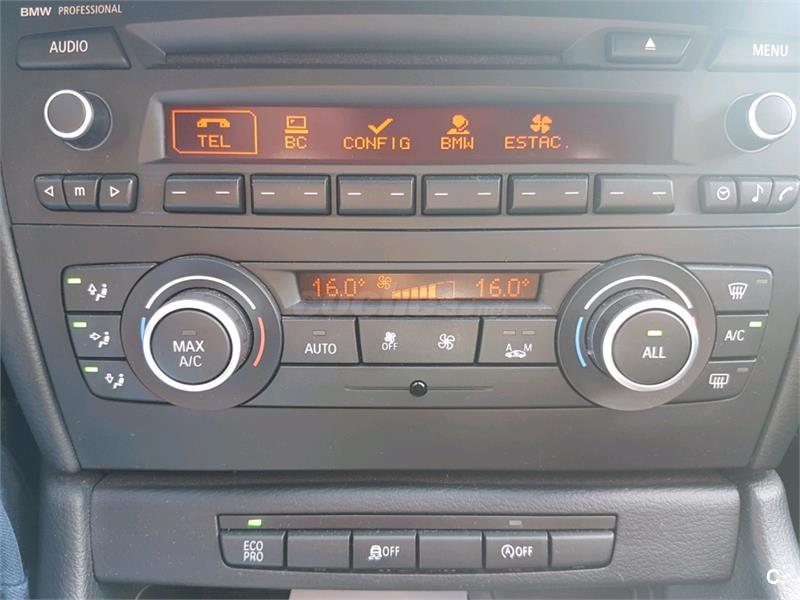 BMW PROFESSIONAL
AUDIO
MENU
TEL BC CONFIG BMW ESTAC.
m
16.0° 16.0°
MAX A/C
AUTO
OFF
A M
ALL
A/C
ECO PRO
OFF
OFF
C